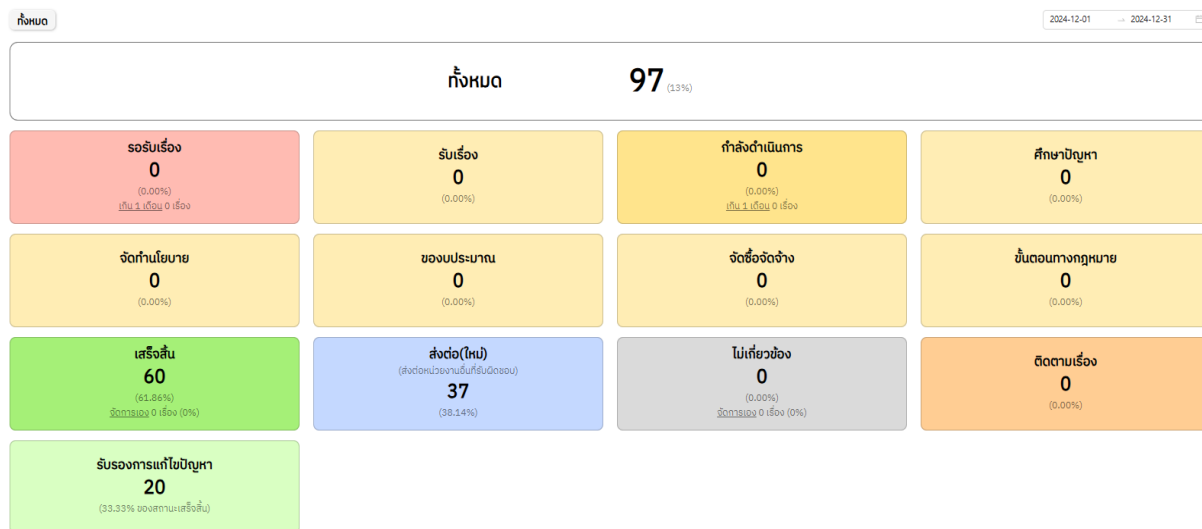 ทั้งหมด
2024-12-01 → 2024-12-31
ทั้งหมด 97 (13%)
รอรับเรื่อง
0
(0.00%)
เกิน 1 เดือน 0 เรื่อง
รับเรื่อง
0
(0.00%)
กำลังดำเนินการ
0
(0.00%)
เกิน 1 เดือน 0 เรื่อง
ศึกษาปัญหา
0
(0.00%)
จัดทำนโยบาย
0
(0.00%)
ของบประมาณ
0
(0.00%)
จัดซื้อจัดจ้าง
0
(0.00%)
ขั้นตอนทางกฎหมาย
0
(0.00%)
เสร็จสิ้น
60
(61.86%)
จัดการเอง 0 เรื่อง (0%)
ส่งต่อ(ใหม่)
(ส่งต่อหน่วยงานอื่นที่รับผิดชอบ)
37
(38.14%)
ไม่เกี่ยวข้อง
0
(0.00%)
จัดการเอง 0 เรื่อง (0%)
ติดตามเรื่อง
0
(0.00%)
รับรองการแก้ไขปัญหา
20
(33.33% ของสถานะเสร็จสิ้น)